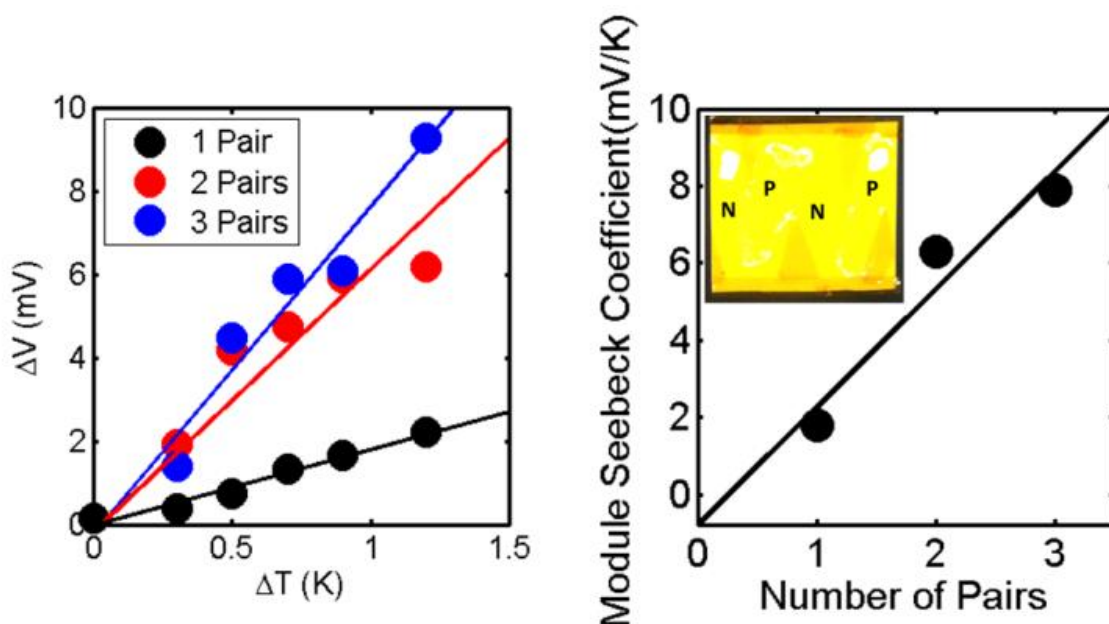 10
8
6
4
2
0
ΔV (mV)
1 Pair
2 Pairs
3 Pairs
0
0.5
1
1.5
ΔT (K)
Module Seebeck Coefficient(mV/K)
10
8
6
4
2
0
N
P
N
P
0
1
2
3
Number of Pairs